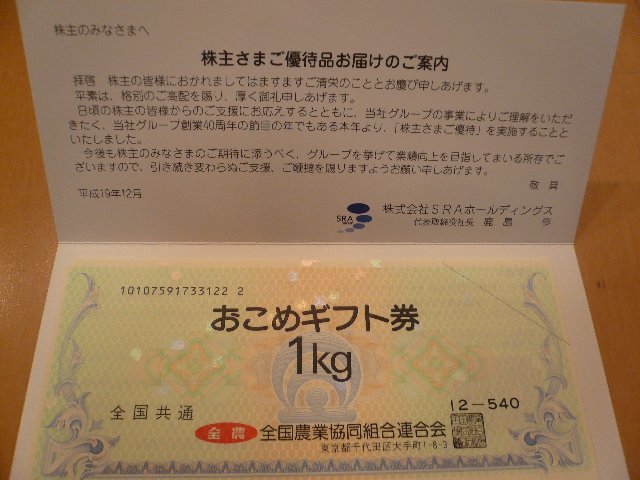 株主のみなさまへ
株主さまご優待品お届けのご案内
拝啓 株主の皆様におかれましてはますますご清栄のこととお慶び申しあげます。
平素は、格別のご高配を賜り、厚く御礼申しあげます。
日頃の株主の皆様からのご支援にお応えするとともに、当社グループの事業によりご理解をいただ
きたく、当社グループ創業40周年の節目の年でもある本年より、「株主さまご優待」を実施することと
いたしました。
今後も株主のみなさまのご期待に添うべく、グループを挙げて業績向上を目指してまいる所存でご
ざいますので、引き続き変わらぬご支援、ご鞭撻を賜りますようお願い申しあげます。
敬具
平成19年12月
SRA
株式会社SRAホールディングス
代表取締役社長 鹿島 亨
10107591733122 2
おこめギフト券
1kg
全国共通
12-540
全農 全国農業協同組合連合会
東京都千代田区大手町1-8-3